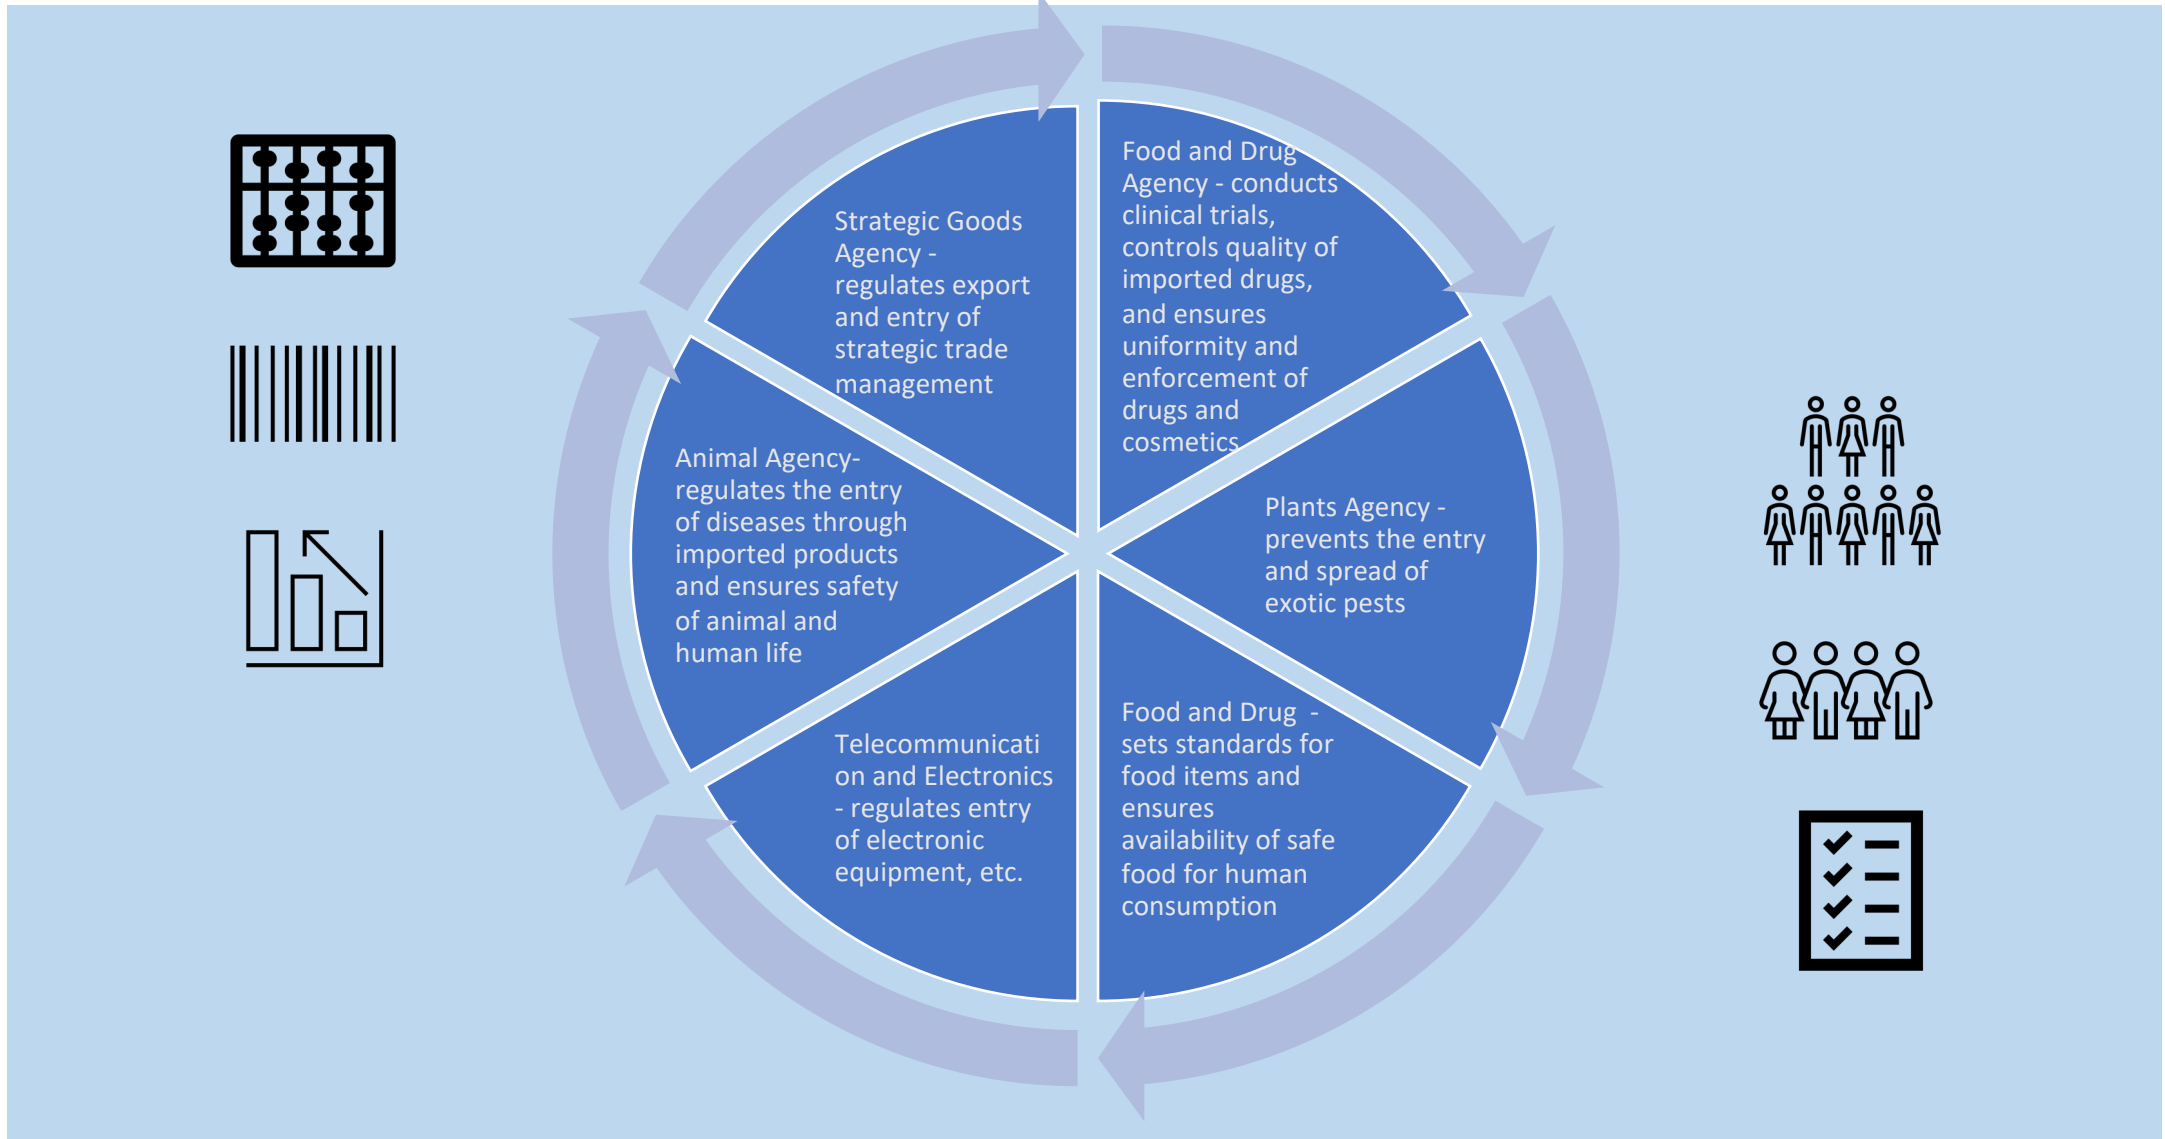 Food and Drug
Agency - conducts
clinical trials,
controls quality of
imported drugs,
and ensures
uniformity and
enforcement of
drugs and
cosmetics
Plants Agency -
prevents the entry
and spread of
exotic pests
Food and Drug  -
sets standards for
food items and
ensures
availability of safe
food for human
consumption
Telecommunicati
on and Electronics
- regulates entry
of electronic
equipment, etc.
Animal Agency-
regulates the entry
of diseases through
imported products
and ensures safety
of animal and
human life
Strategic Goods
Agency -
regulates export
and entry of
strategic trade
management